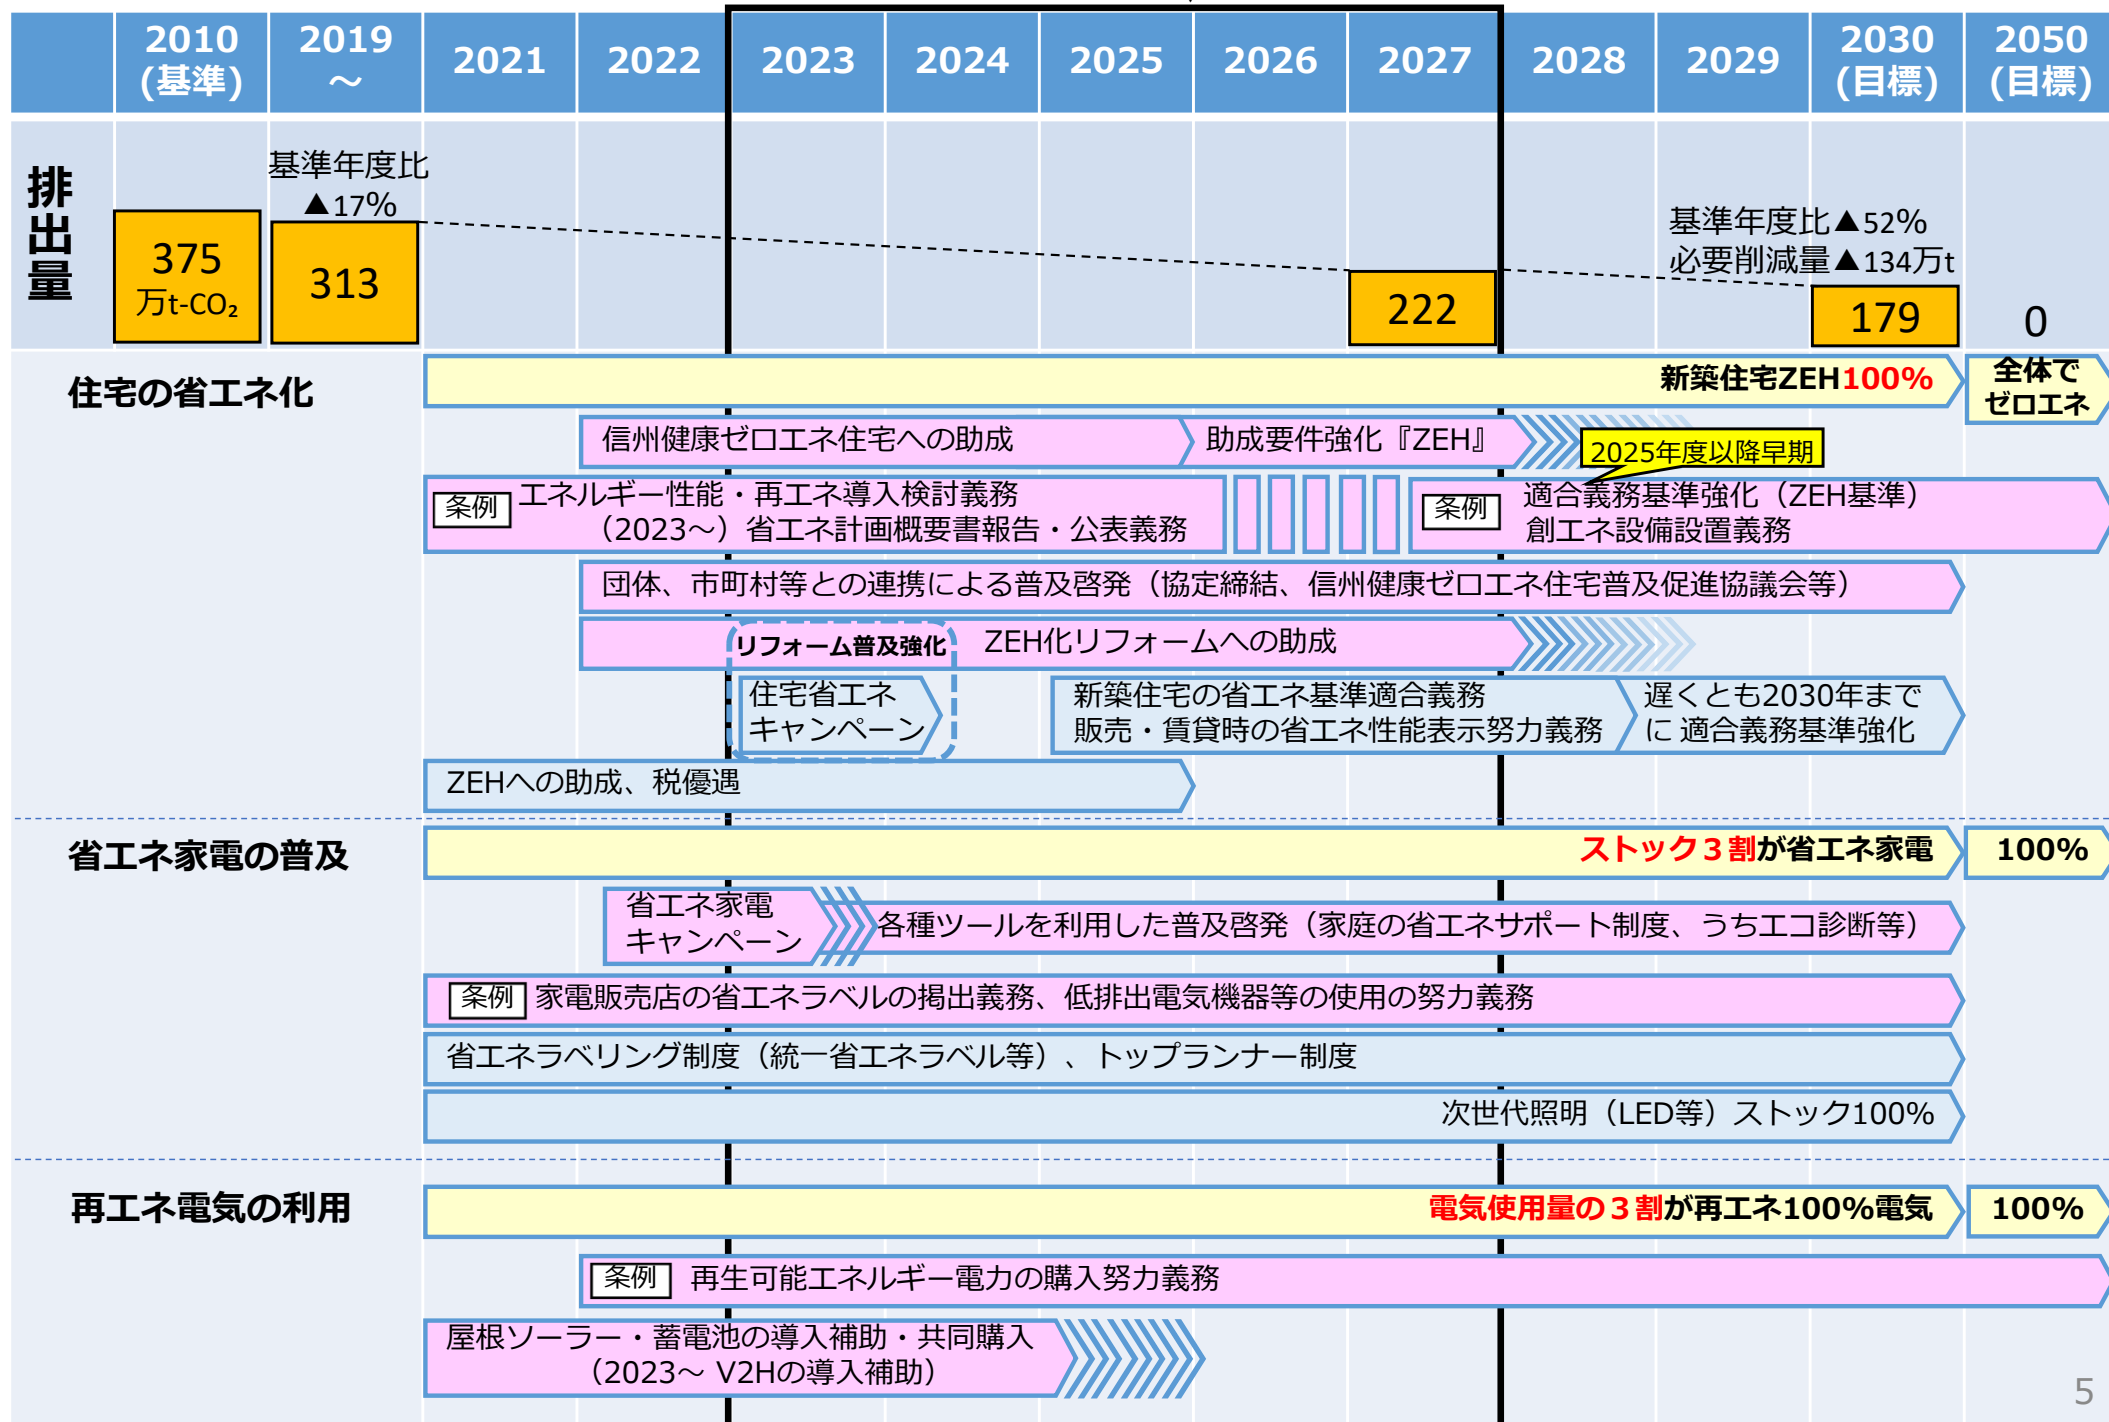 2010
(基準)
2019
～
2021
2022
2023
2024
2025
2026
2027
2028
2029
2030
(目標)
2050
(目標)
排出量
375
万t-CO₂
基準年度比
▲17%
313
222
基準年度比▲52%
必要削減量▲134万t
179
0
住宅の省エネ化
新築住宅ZEH100%
全体で
ゼロエネ
信州健康ゼロエネ住宅への助成
助成要件強化『ZEH』
2025年度以降早期
条例
エネルギー性能・再エネ導入検討義務
（2023～）省エネ計画概要書報告・公表義務
条例
適合義務基準強化（ZEH基準）
創エネ設備設置義務
団体、市町村等との連携による普及啓発（協定締結、信州健康ゼロエネ住宅普及促進協議会等）
リフォーム普及強化
ZEH化リフォームへの助成
住宅省エネ
キャンペーン
新築住宅の省エネ基準適合義務
販売・賃貸時の省エネ性能表示努力義務
遅くとも2030年まで
に 適合義務基準強化
ZEHへの助成、税優遇
省エネ家電の普及
ストック３割が省エネ家電
100%
省エネ家電
キャンペーン
各種ツールを利用した普及啓発（家庭の省エネサポート制度、うちエコ診断等）
条例
家電販売店の省エネラベルの掲出義務、低排出電気機器等の使用の努力義務
省エネラベリング制度（統一省エネラベル等）、トップランナー制度
次世代照明（LED等）ストック100%
再エネ電気の利用
電気使用量の３割が再エネ100%電気
100%
条例
再生可能エネルギー電力の購入努力義務
屋根ソーラー・蓄電池の導入補助・共同購入
（2023～ V2Hの導入補助）
5